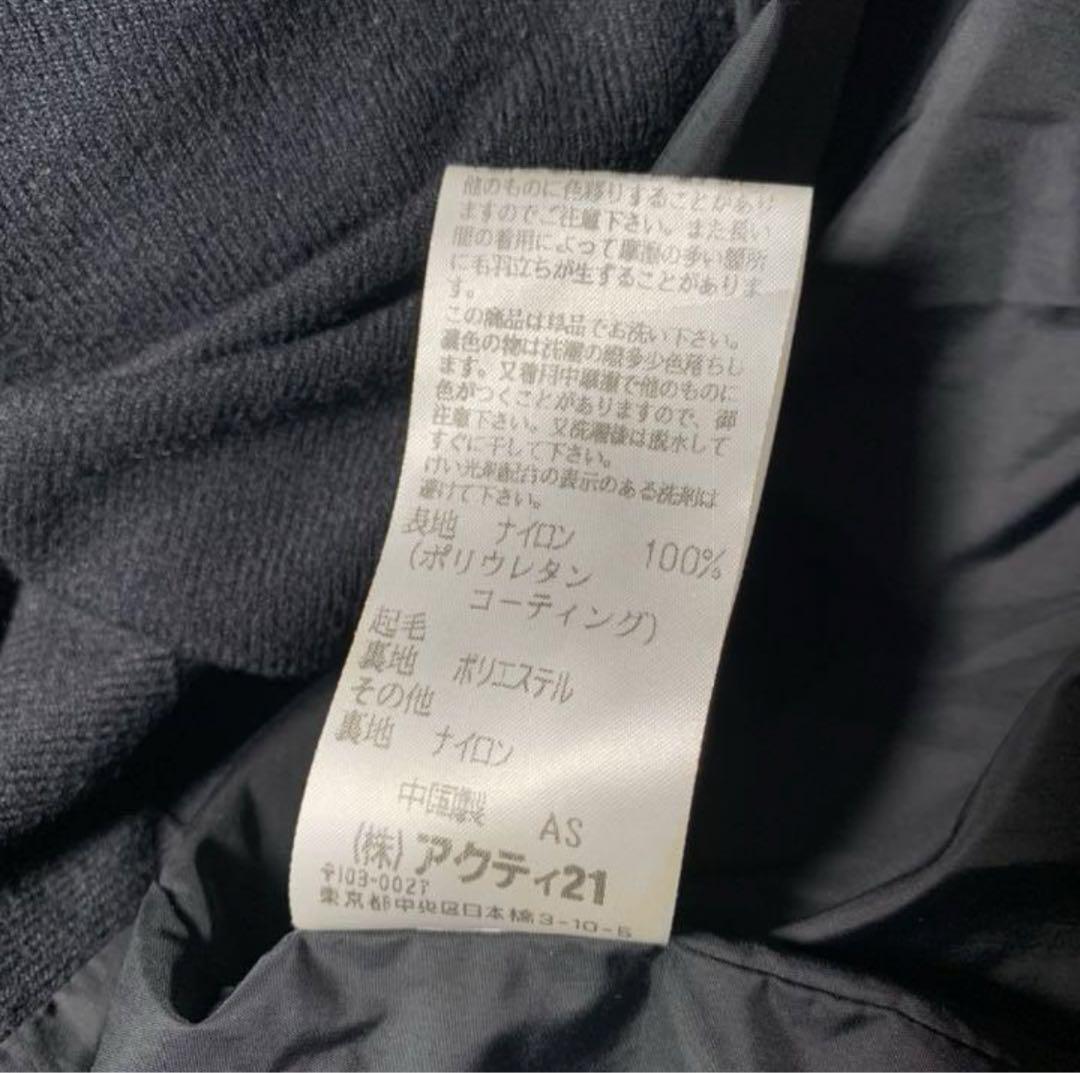 他のものに色移りすることがあり
ますのでご注意下さい。また長い
間の着用によって摩擦の多い箇所
に毛羽立ちが生ずることがありま
す。
この商品は単品でお洗い下さい。
濃色の物は洗濯の際多少色落ちし
ます。又着用中摩擦で他のものに
色がつくことがありますので、御
注意下さい。又洗濯後は脱水して
すぐに干して下さい。
けい光剤配合の表示のある洗剤は
避けて下さい。
表地 ナイロン 100%
(ポリウレタン
コーティング)
起毛
裏地 ポリエステル
その他
裏地 ナイロン
中国製 AS
(株)アクティ21
〒103-0027
東京都中央区日本橋3-10-5